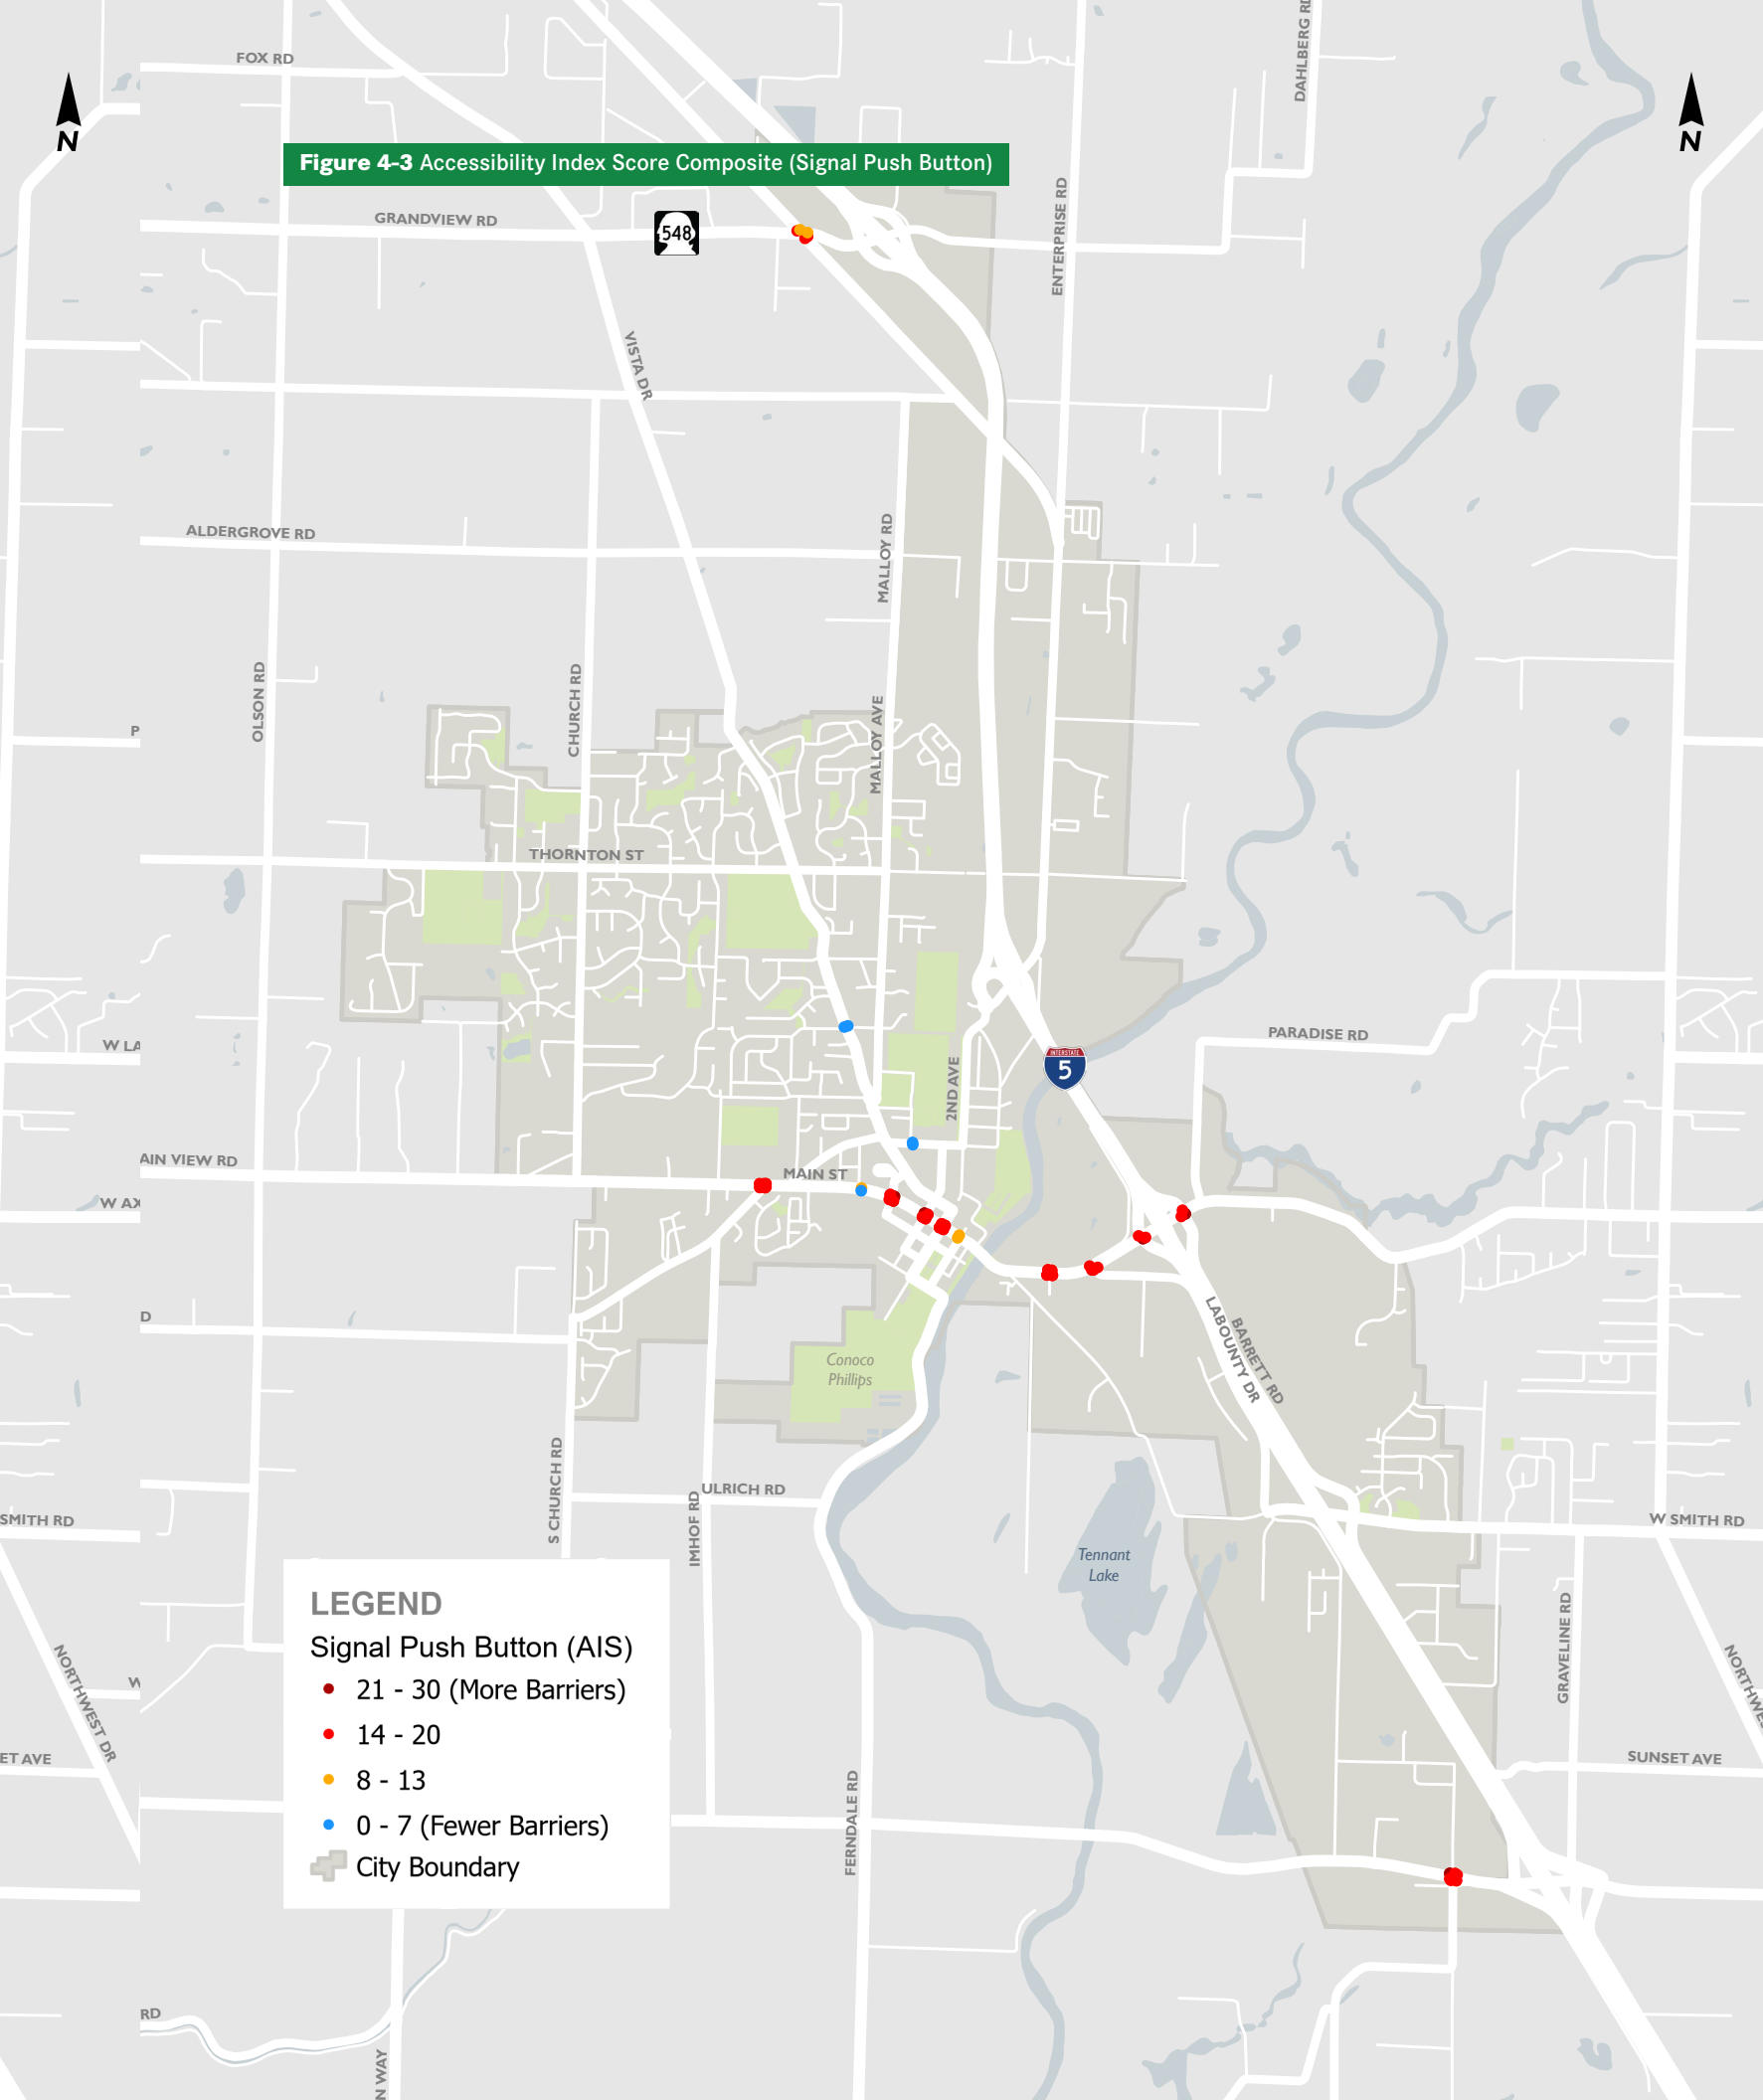 FOX RD
DAHLBERG RD
N
N
Figure 4-3 Accessibility Index Score Composite (Signal Push Button)
GRANDVIEW RD
548
ENTERPRISE RD
VISTA DR
ALDERGROVE RD
MALLOY RD
OLSON RD
CHURCH RD
MALLOY AVE
P
THORNTON ST
W LA
PARADISE RD
INTERSTATE
5
2ND AVE
AIN VIEW RD
MAIN ST
W AX
D
BARRETT RD
LABOUNTY DR
Conoco
Phillips
S CHURCH RD
ULRICH RD
IMHOF RD
SMITH RD
W SMITH RD
Tennant
Lake
LEGEND
Signal Push Button (AIS)
21 - 30 (More Barriers)
14 - 20
8 - 13
0 - 7 (Fewer Barriers)
City Boundary
NORTHWEST DR
W
GRAVELINE RD
NORTHWES
ET AVE
SUNSET AVE
FERNDALE RD
RD
N WAY